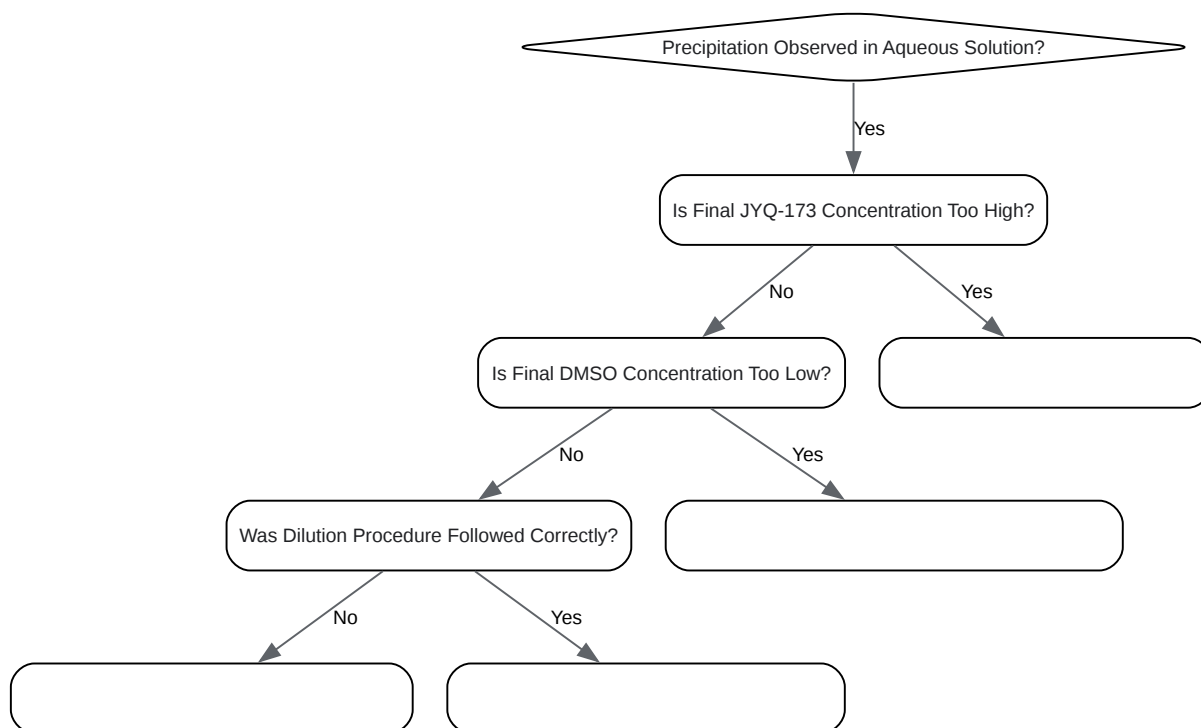 Precipitation Observed in Aqueous Solution?
Yes
Is Final JYQ-173 Concentration Too High?
No
Yes
Is Final DMSO Concentration Too Low?
No
Yes
Was Dilution Procedure Followed Correctly?
No
Yes